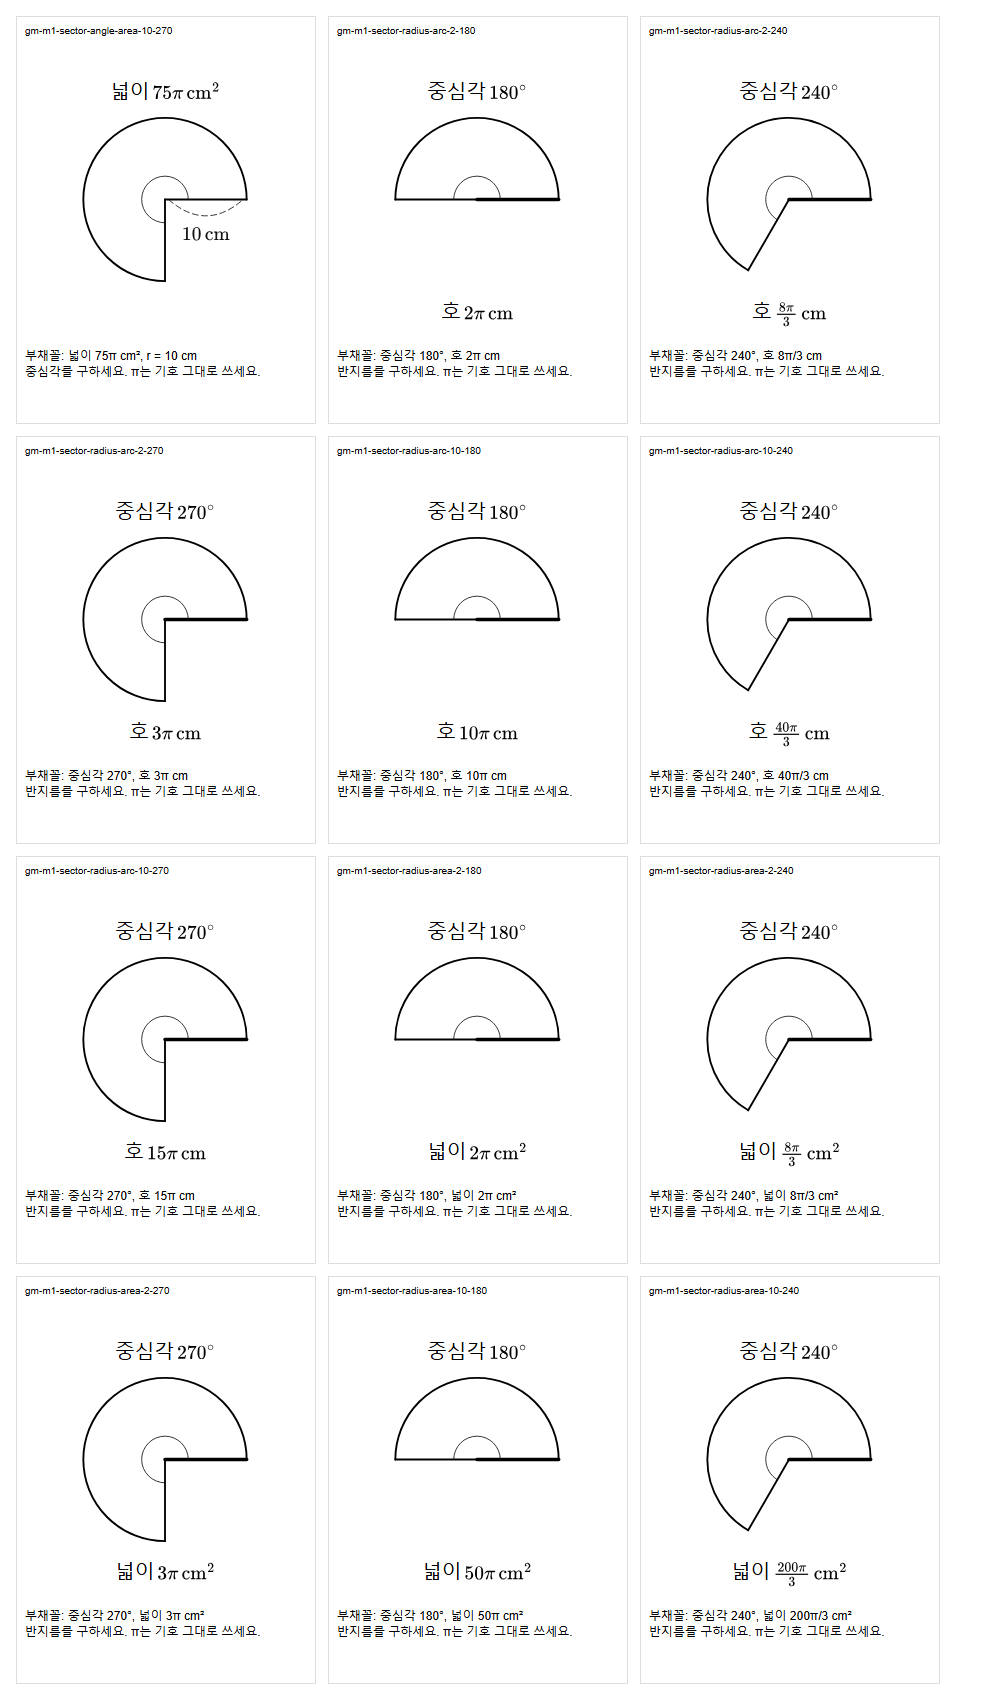 gm-m1-sector-angle-area-10-270
넓이 75π cm²
10 cm
부채꼴: 넓이 75π cm², r = 10 cm
중심각를 구하세요. π는 기호 그대로 쓰세요.
gm-m1-sector-radius-arc-2-180
중심각 180°
호 2π cm
부채꼴: 중심각 180°, 호 2π cm
반지름를 구하세요. π는 기호 그대로 쓰세요.
gm-m1-sector-radius-arc-2-240
중심각 240°
호 8π/3 cm
부채꼴: 중심각 240°, 호 8π/3 cm
반지름를 구하세요. π는 기호 그대로 쓰세요.
gm-m1-sector-radius-arc-2-270
중심각 270°
호 3π cm
부채꼴: 중심각 270°, 호 3π cm
반지름를 구하세요. π는 기호 그대로 쓰세요.
gm-m1-sector-radius-arc-10-180
중심각 180°
호 10π cm
부채꼴: 중심각 180°, 호 10π cm
반지름를 구하세요. π는 기호 그대로 쓰세요.
gm-m1-sector-radius-arc-10-240
중심각 240°
호 40π/3 cm
부채꼴: 중심각 240°, 호 40π/3 cm
반지름를 구하세요. π는 기호 그대로 쓰세요.
gm-m1-sector-radius-arc-10-270
중심각 270°
호 15π cm
부채꼴: 중심각 270°, 호 15π cm
반지름를 구하세요. π는 기호 그대로 쓰세요.
gm-m1-sector-radius-area-2-180
중심각 180°
넓이 2π cm²
부채꼴: 중심각 180°, 넓이 2π cm²
반지름를 구하세요. π는 기호 그대로 쓰세요.
gm-m1-sector-radius-area-2-240
중심각 240°
넓이 8π/3 cm²
부채꼴: 중심각 240°, 넓이 8π/3 cm²
반지름를 구하세요. π는 기호 그대로 쓰세요.
gm-m1-sector-radius-area-2-270
중심각 270°
넓이 3π cm²
부채꼴: 중심각 270°, 넓이 3π cm²
반지름를 구하세요. π는 기호 그대로 쓰세요.
gm-m1-sector-radius-area-10-180
중심각 180°
넓이 50π cm²
부채꼴: 중심각 180°, 넓이 50π cm²
반지름를 구하세요. π는 기호 그대로 쓰세요.
gm-m1-sector-radius-area-10-240
중심각 240°
넓이 200π/3 cm²
부채꼴: 중심각 240°, 넓이 200π/3 cm²
반지름를 구하세요. π는 기호 그대로 쓰세요.